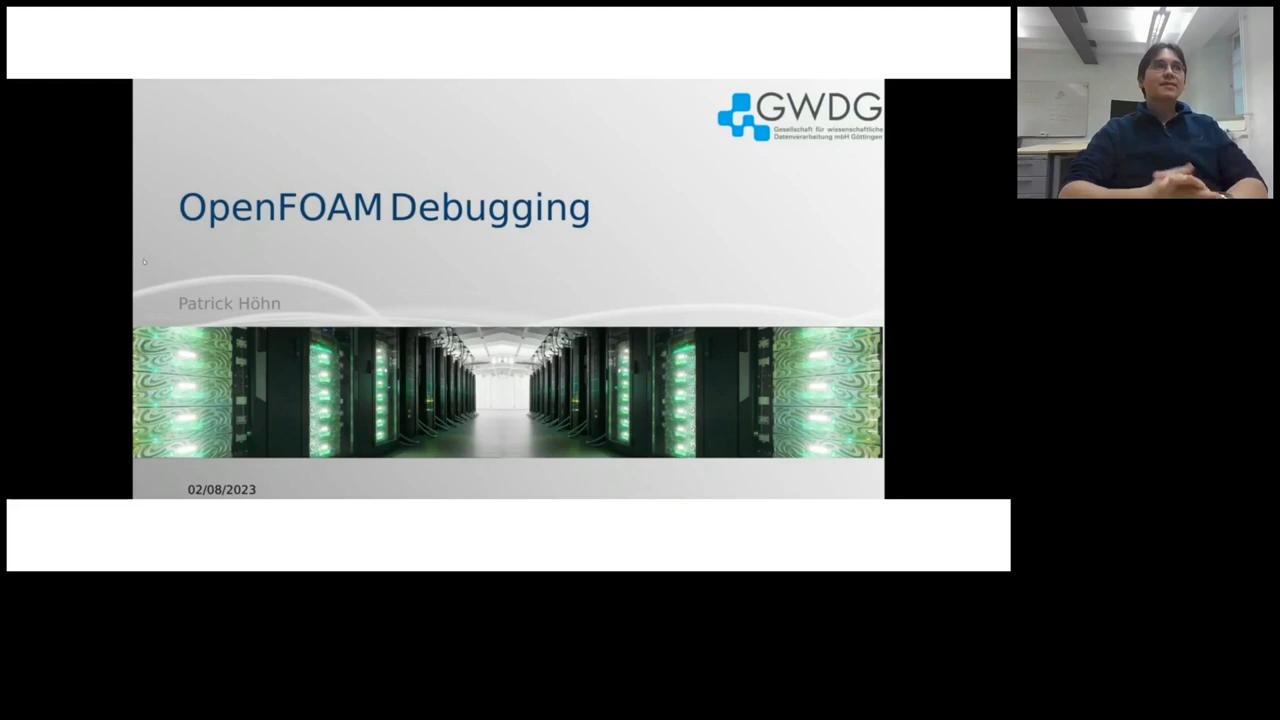 GWDG
Gesellschaft für wissenschaftliche
Datenverarbeitung mbH Göttingen
OpenFOAM Debugging
Patrick Höhn
02/08/2023